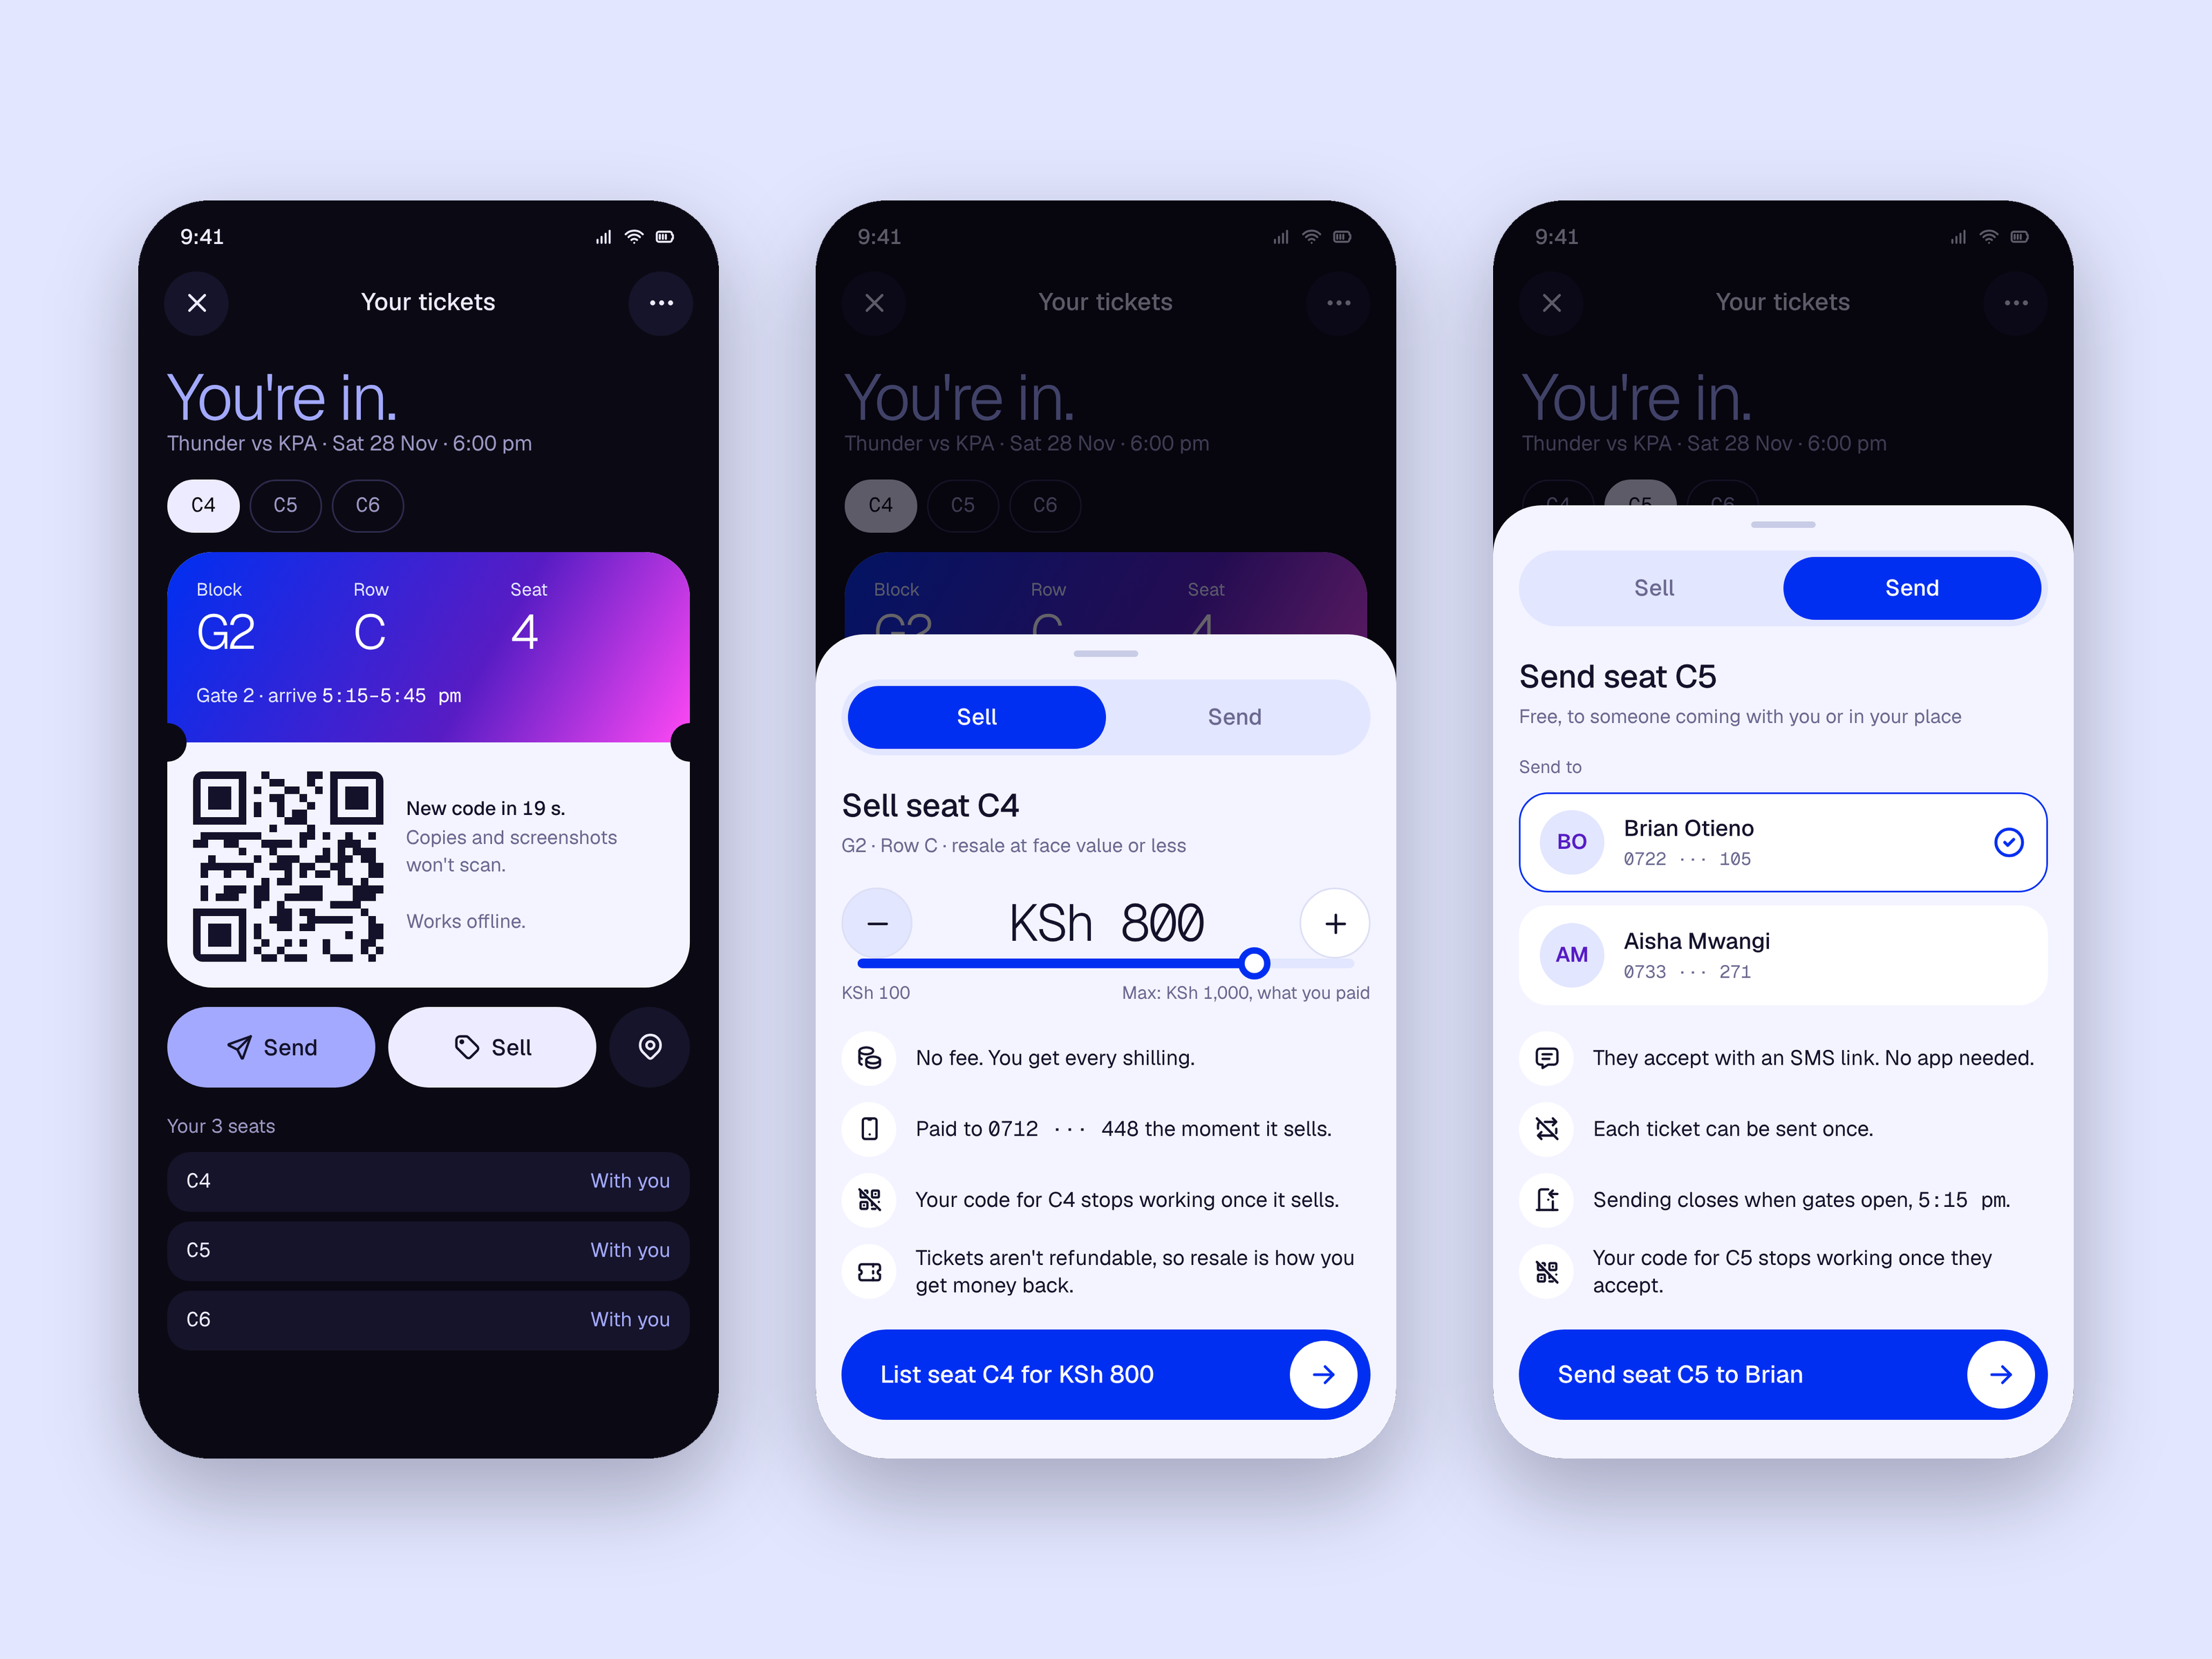 9:41
Your tickets
You're in.
Thunder vs KPA · Sat 28 Nov · 6:00 pm
C4 C5 C6
Block Row Seat
G2 C 4
Gate 2 · arrive 5:15–5:45 pm
New code in 19 s.
Copies and screenshots
won't scan.
Works offline.
Send Sell
Your 3 seats
C4 With you
C5 With you
C6 With you
9:41
Your tickets
You're in.
Thunder vs KPA · Sat 28 Nov · 6:00 pm
C4 C5 C6
Block Row Seat
G2 C 4
Sell Send
Sell seat C4
G2 · Row C · resale at face value or less
KSh 800
KSh 100 Max: KSh 1,000, what you paid
No fee. You get every shilling.
Paid to 0712 ··· 448 the moment it sells.
Your code for C4 stops working once it sells.
Tickets aren't refundable, so resale is how you
get money back.
List seat C4 for KSh 800
9:41
Your tickets
You're in.
Thunder vs KPA · Sat 28 Nov · 6:00 pm
C4 C5 C6
Sell Send
Send seat C5
Free, to someone coming with you or in your place
Send to
BO Brian Otieno
0722 ··· 105
AM Aisha Mwangi
0733 ··· 271
They accept with an SMS link. No app needed.
Each ticket can be sent once.
Sending closes when gates open, 5:15 pm.
Your code for C5 stops working once they
accept.
Send seat C5 to Brian